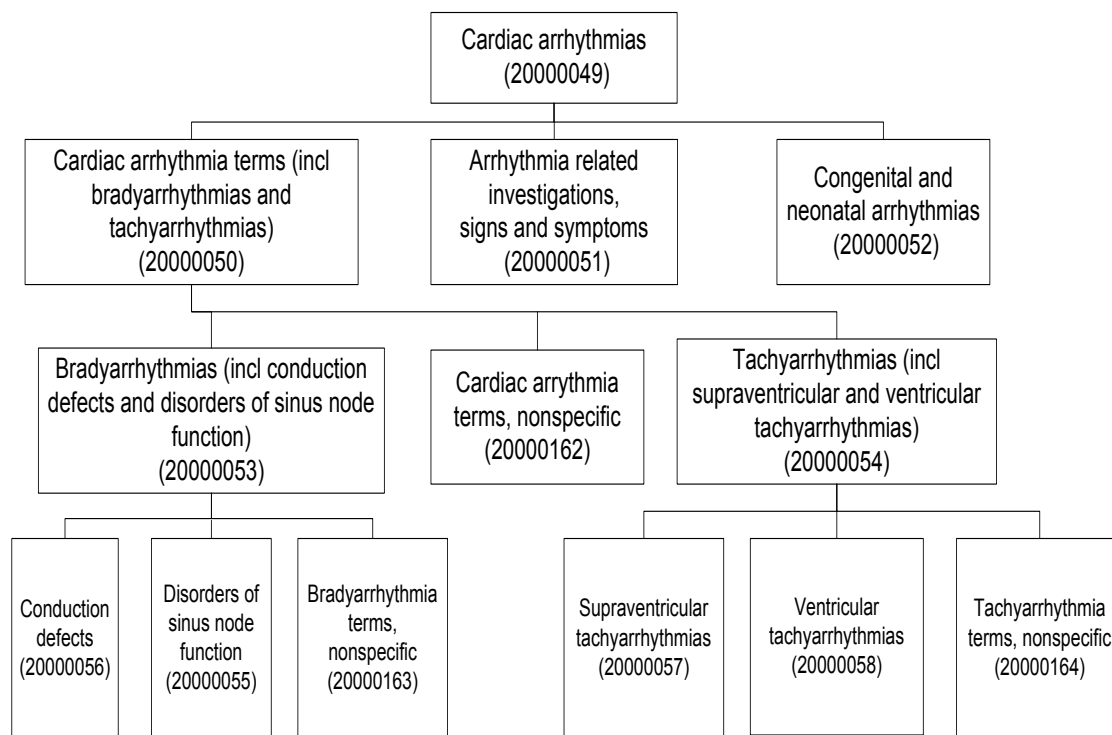 Cardiac arrhythmias
(20000049)
Cardiac arrhythmia terms (incl
bradyarrhythmias and
tachyarrhythmias)
(20000050)
Arrhythmia related
investigations,
signs and symptoms
(20000051)
Congenital and
neonatal arrhythmias
(20000052)
Bradyarrhythmias (incl conduction
defects and disorders of sinus node
function)
(20000053)
Cardiac arrythmia
terms, nonspecific
(20000162)
Tachyarrhythmias (incl
supraventricular and ventricular
tachyarrhythmias)
(20000054)
Conduction
defects
(20000056)
Disorders of
sinus node
function
(20000055)
Bradyarrhythmia
terms,
nonspecific
(20000163)
Supraventricular
tachyarrhythmias
(20000057)
Ventricular
tachyarrhythmias
(20000058)
Tachyarrhythmia
terms, nonspecific
(20000164)